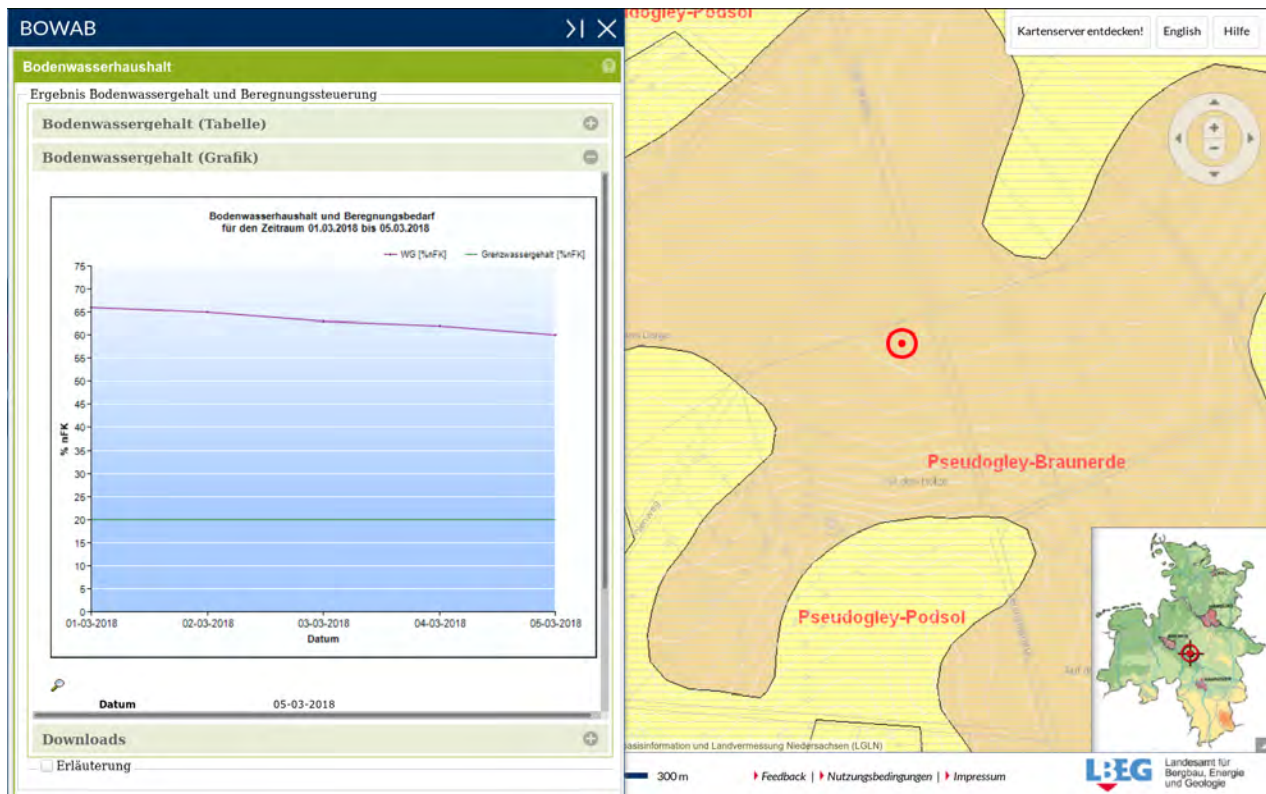 BOWAB
Bodenwasserhaushalt
Ergebnis Bodenwassergehalt und Beregnungssteuerung
Bodenwassergehalt (Tabelle)
Bodenwassergehalt (Grafik)
Bodenwasserhaushalt und Beregnungsbedarf
für den Zeitraum 01.03.2018 bis 05.03.2018
WG [%nFK]
Grenzwassergehalt [%nFK]
75
70
65
60
55
50
45
40
35
30
25
20
15
10
5
0
% nFK
01-03-2018
02-03-2018
03-03-2018
04-03-2018
05-03-2018
Datum
Datum 05-03-2018
Downloads
Erläuterung
Pseudogley-Podsol
Kartenserver entdecken!
English
Hilfe
Pseudogley-Braunerde
Pseudogley-Podsol
basisinformation und Landvermessung Niedersachsen (LGLN)
300 m
Feedback | Nutzungsbedingungen | Impressum
LBEG
Landesamt für
Bergbau, Energie
und Geologie